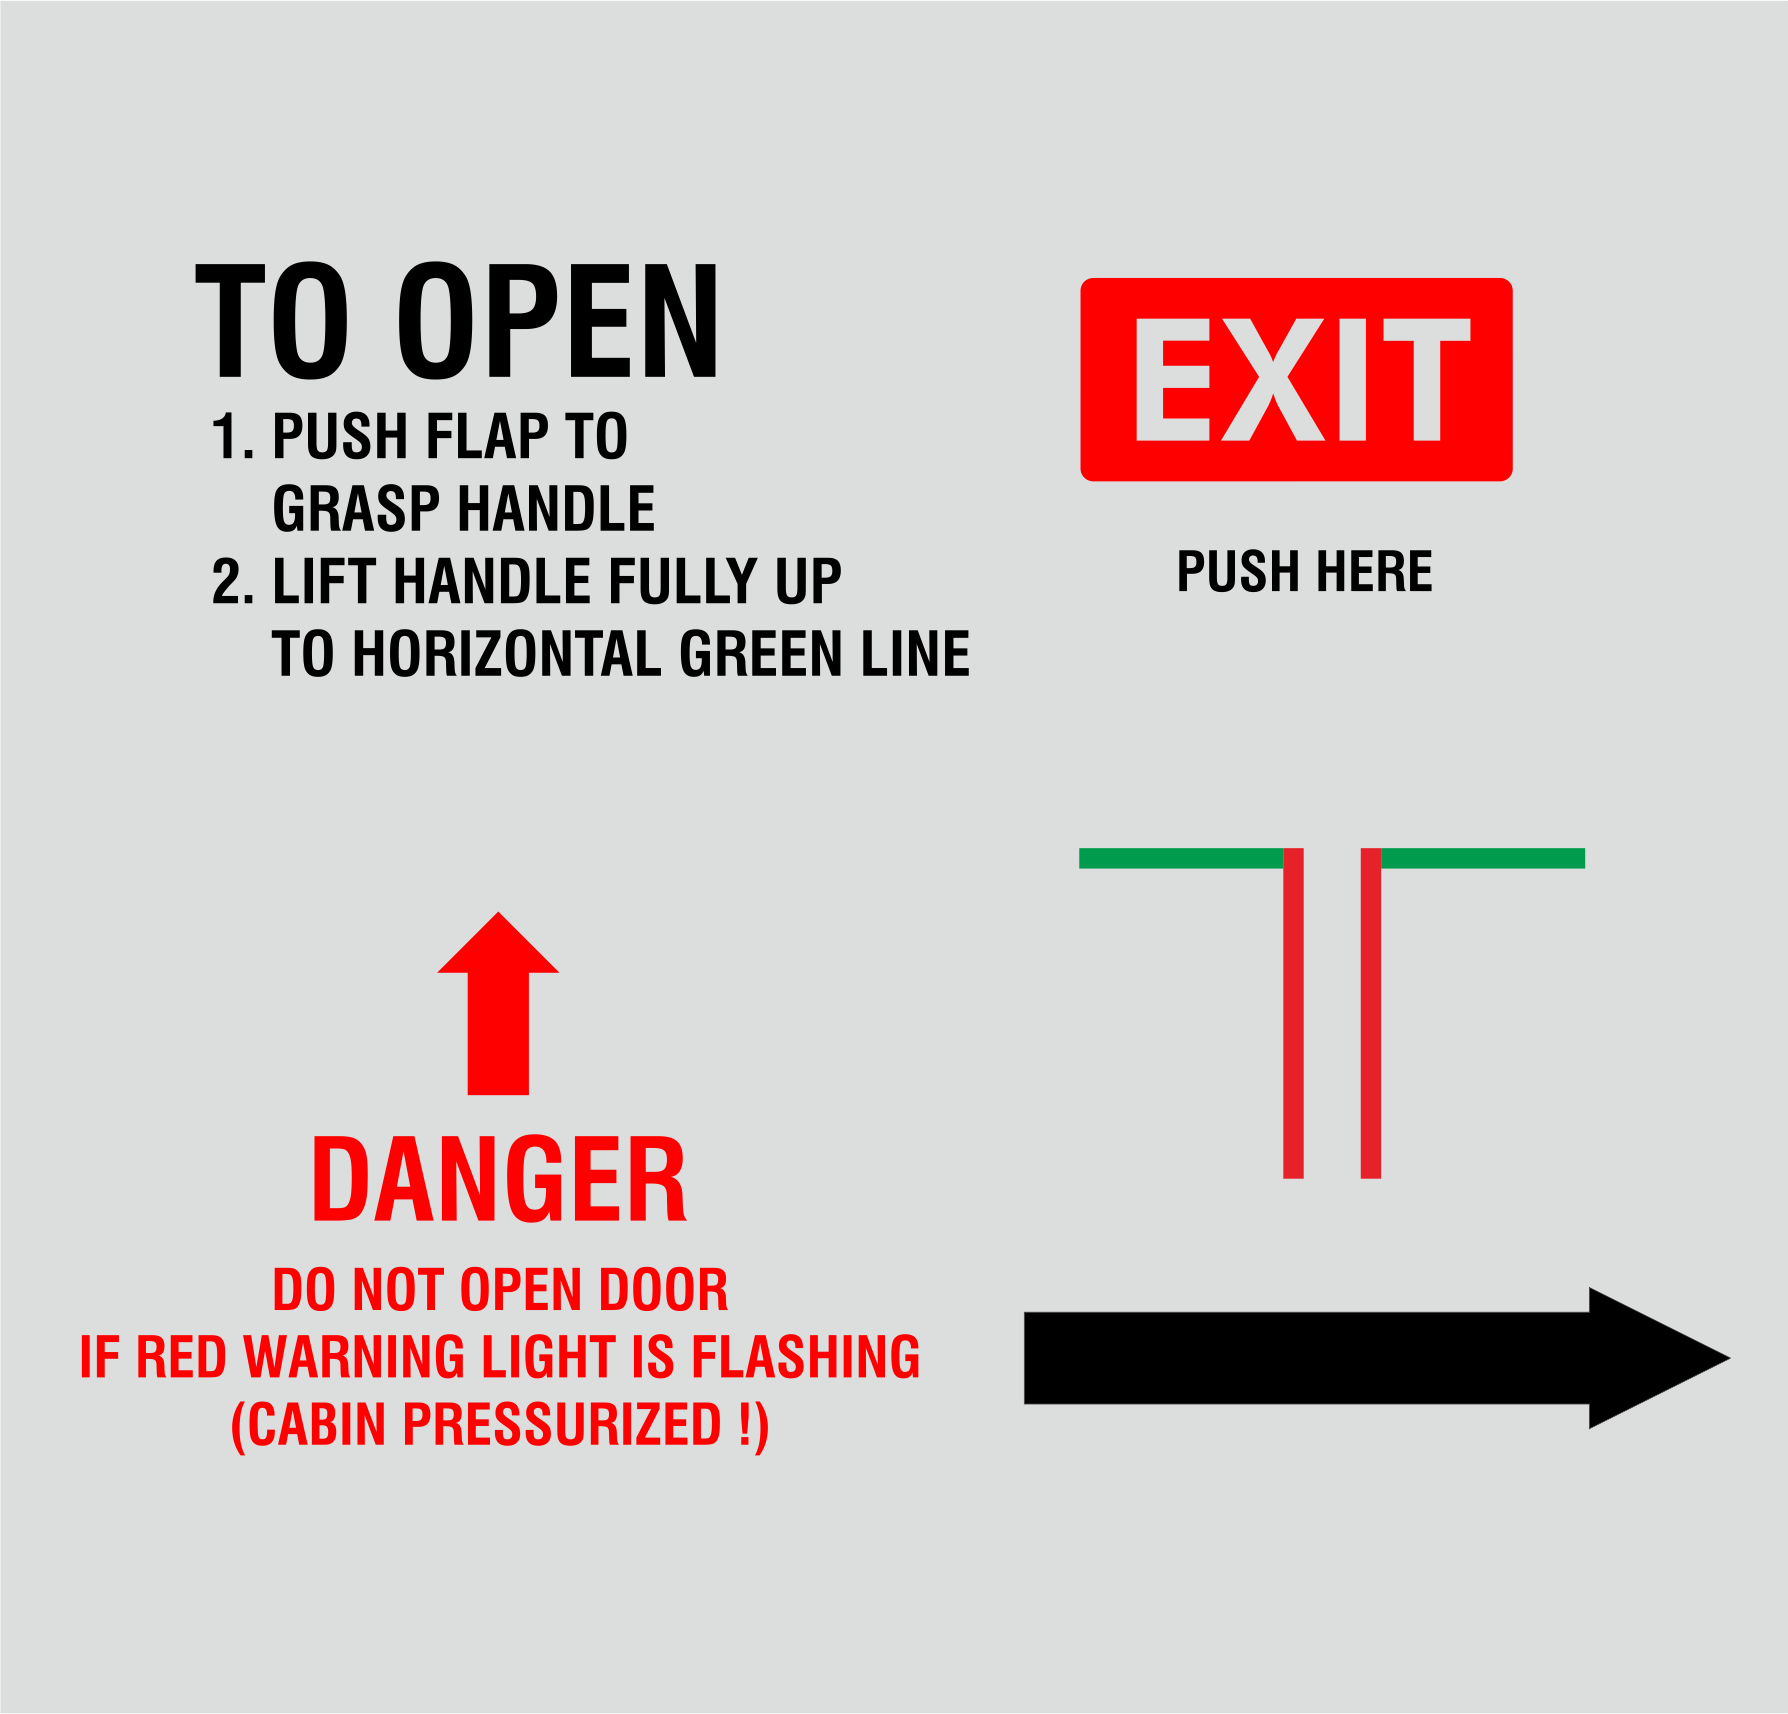 TO OPEN
1. PUSH FLAP TO
GRASP HANDLE
2. LIFT HANDLE FULLY UP
TO HORIZONTAL GREEN LINE
EXIT
PUSH HERE
DANGER
DO NOT OPEN DOOR
IF RED WARNING LIGHT IS FLASHING
(CABIN PRESSURIZED !)